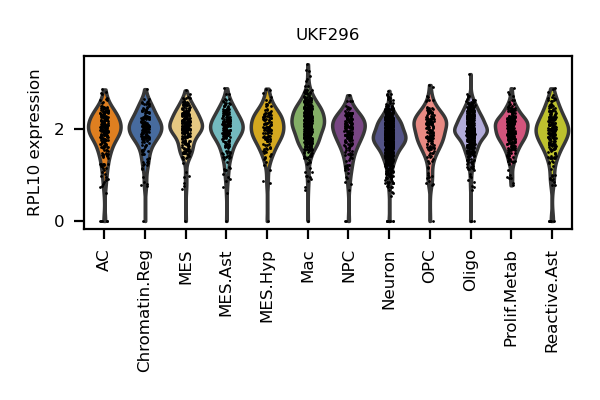 UKF296
RPL10 expression
2
0
AC
Chromatin.Reg
MES
MES.Ast
MES.Hyp
Mac
NPC
Neuron
OPC
Oligo
Prolif.Metab
Reactive.Ast